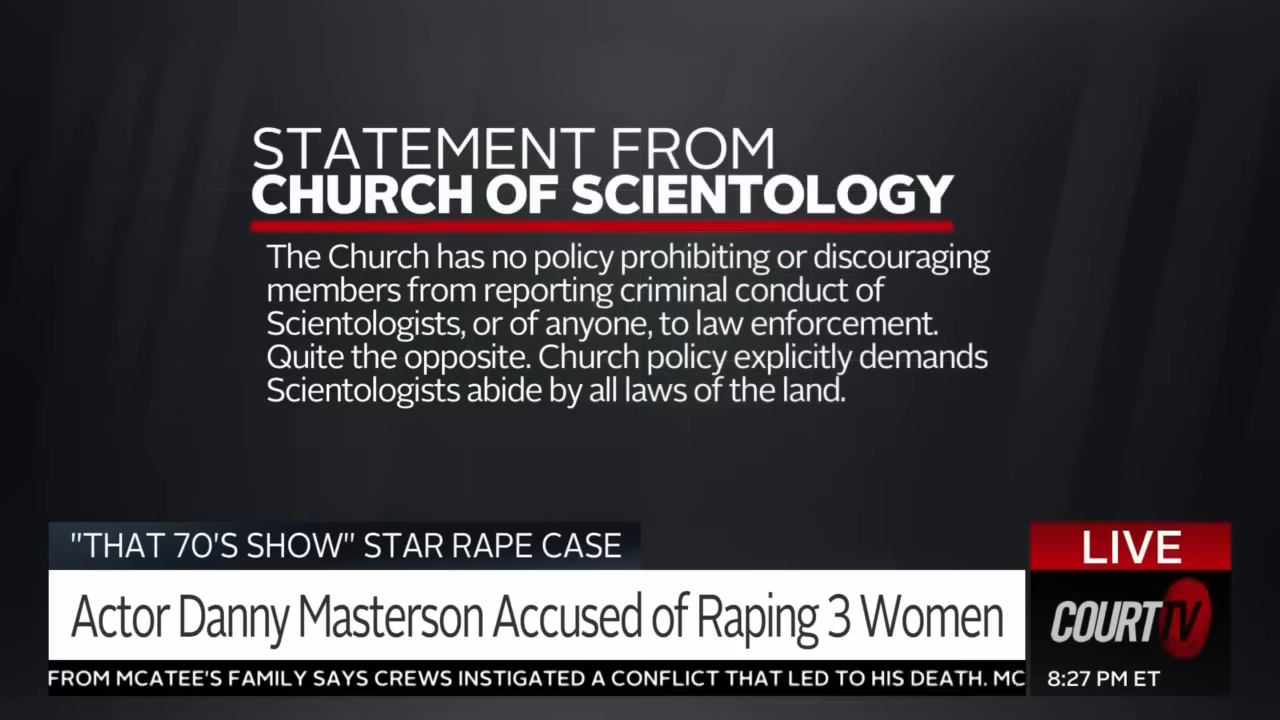 STATEMENT FROM
CHURCH OF SCIENTOLOGY
The Church has no policy prohibiting or discouraging
members from reporting criminal conduct of
Scientologists, or of anyone, to law enforcement.
Quite the opposite. Church policy explicitly demands
Scientologists abide by all laws of the land.
"THAT 70'S SHOW" STAR RAPE CASE
Actor Danny Masterson Accused of Raping 3 Women
FROM MCATEE'S FAMILY SAYS CREWS INSTIGATED A CONFLICT THAT LED TO HIS DEATH. MC
LIVE
COURT TV
8:27 PM ET